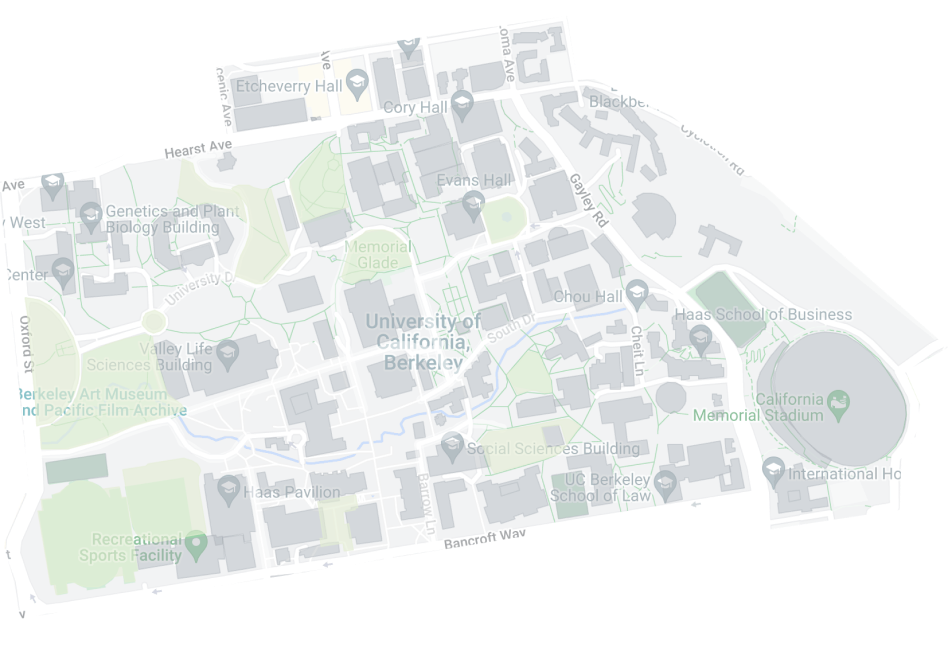 oma Ave
Ave
cenic Ave
Etcheverry Hall
Cory Hall
Blackbe
Cyclotron Rd
Hearst Ave
Ave
Evans Hall
Gayley Rd
y West
Genetics and Plant
Biology Building
Memorial
Glade
Center
University D
Chou Hall
Haas School of Business
Oxford St
University of
California,
Berkeley
South Dr
Cheit Ln
Valley Life
Sciences Building
Berkeley Art Museum
nd Pacific Film Archive
California
Memorial Stadium
Social Sciences Building
International Ho
UC Berkeley
School of Law
Haas Pavilion
Barrow Ln
Recreational
Sports Facility
Bancroft Way
t
v